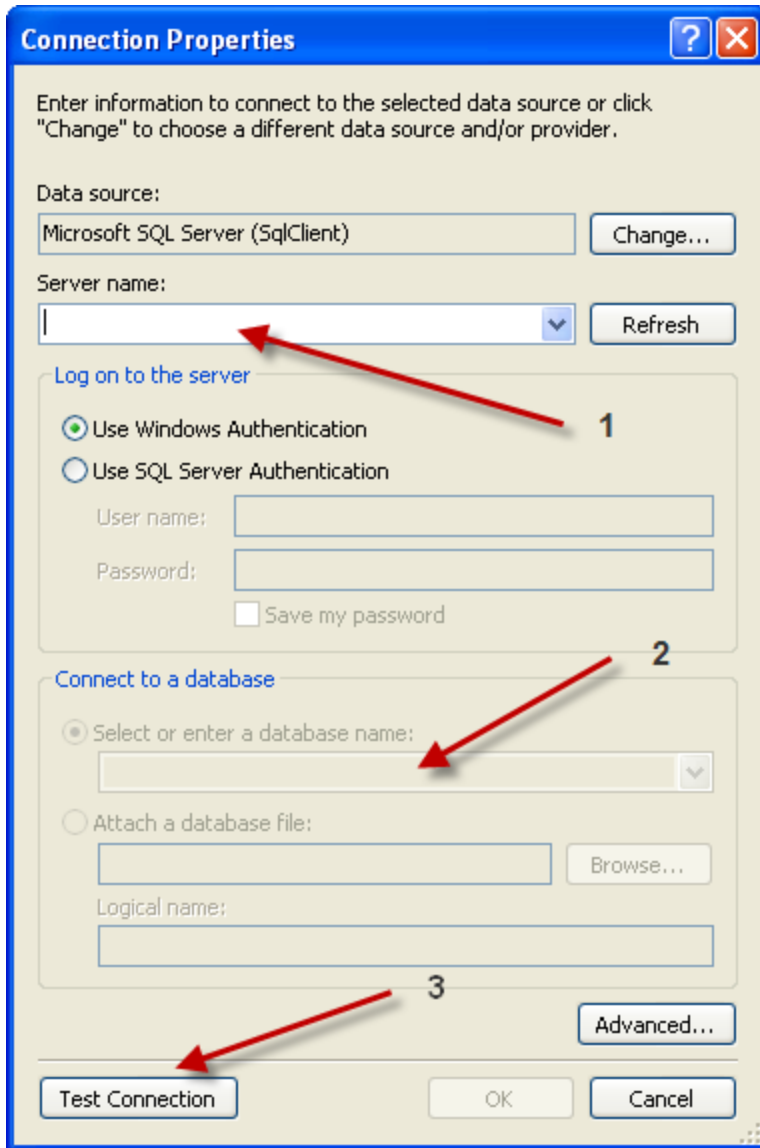 Connection Properties
Enter information to connect to the selected data source or click
"Change" to choose a different data source and/or provider.
Data source:
Microsoft SQL Server (SqlClient)
Change...
Server name:
Refresh
Log on to the server
1
Use Windows Authentication
Use SQL Server Authentication
User name:
Password:
Save my password
2
Connect to a database
Select or enter a database name:
Attach a database file:
Browse...
Logical name:
3
Advanced...
Test Connection
OK
Cancel